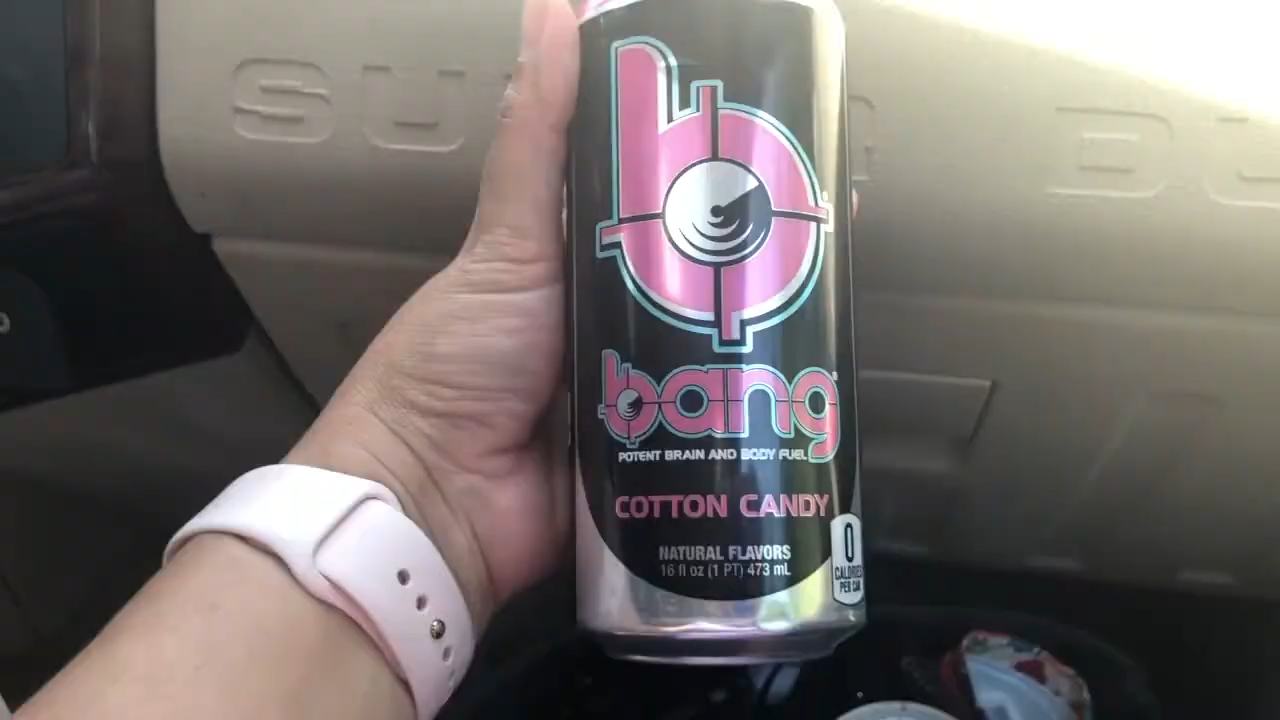 b
bang
POTENT BRAIN AND BODY FUEL
COTTON CANDY
NATURAL FLAVORS
16 fl oz (1 PT) 473 mL
0
CALORIES
PER CAN